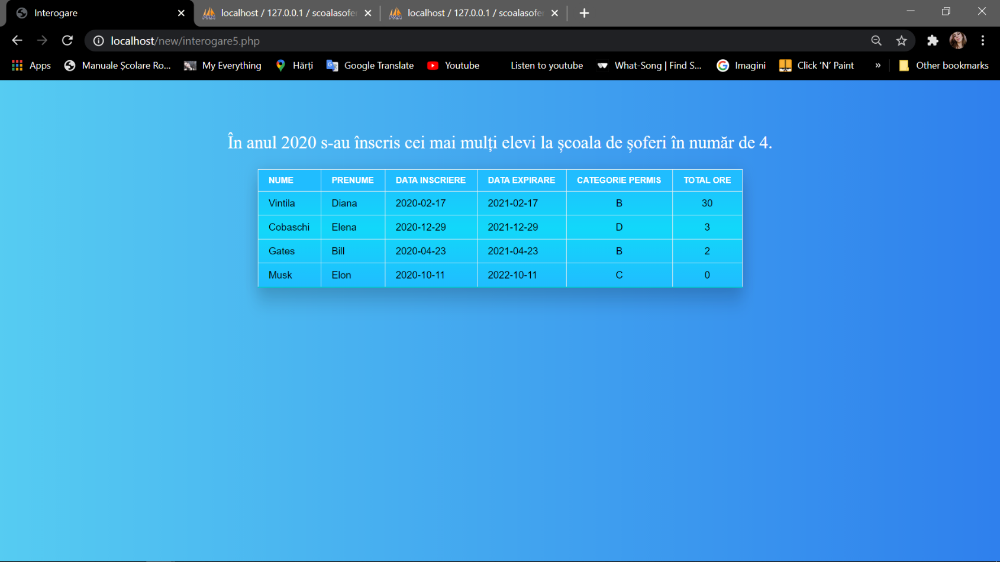 Interogare
localhost / 127.0.0.1 / scoalasofer
localhost / 127.0.0.1 / scoalasofer
localhost/new/interogare5.php
Apps Manuale Școlare Ro... My Everything Hărți Google Translate Youtube Listen to youtube What-Song | Find S... Imagini Click 'N' Paint » Other bookmarks
În anul 2020 s-au înscris cei mai mulți elevi la școala de șoferi în număr de 4.
NUME PRENUME DATA INSCRIERE DATA EXPIRARE CATEGORIE PERMIS TOTAL ORE
Vintila Diana 2020-02-17 2021-02-17 B 30
Cobaschi Elena 2020-12-29 2021-12-29 D 3
Gates Bill 2020-04-23 2021-04-23 B 2
Musk Elon 2020-10-11 2022-10-11 C 0